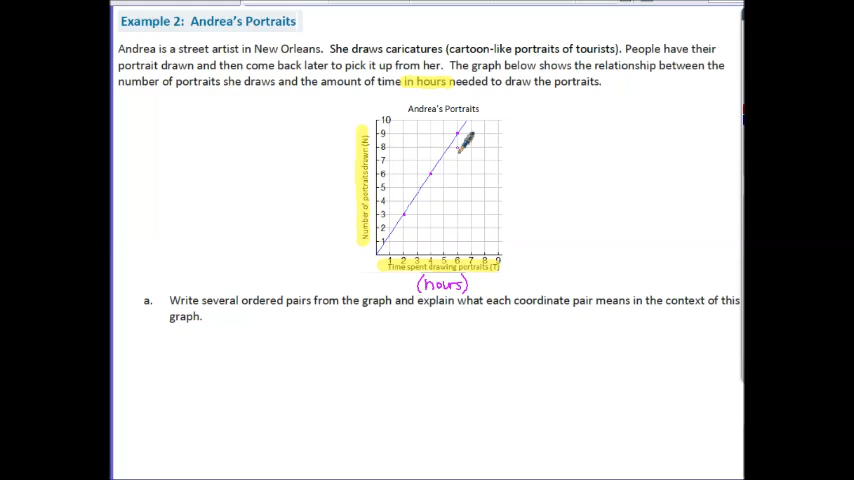 Example 2: Andrea's Portraits
Andrea is a street artist in New Orleans. She draws caricatures (cartoon-like portraits of tourists). People have their
portrait drawn and then come back later to pick it up from her. The graph below shows the relationship between the
number of portraits she draws and the amount of time in hours needed to draw the portraits.
Andrea's Portraits
10
9
8
7
6
5
4
3
2
1
Number of portraits drawn (N)
1 2 3 4 5 6 7 8 9
Time spent drawing portraits (T)
(hours)
a. Write several ordered pairs from the graph and explain what each coordinate pair means in the context of this
graph.